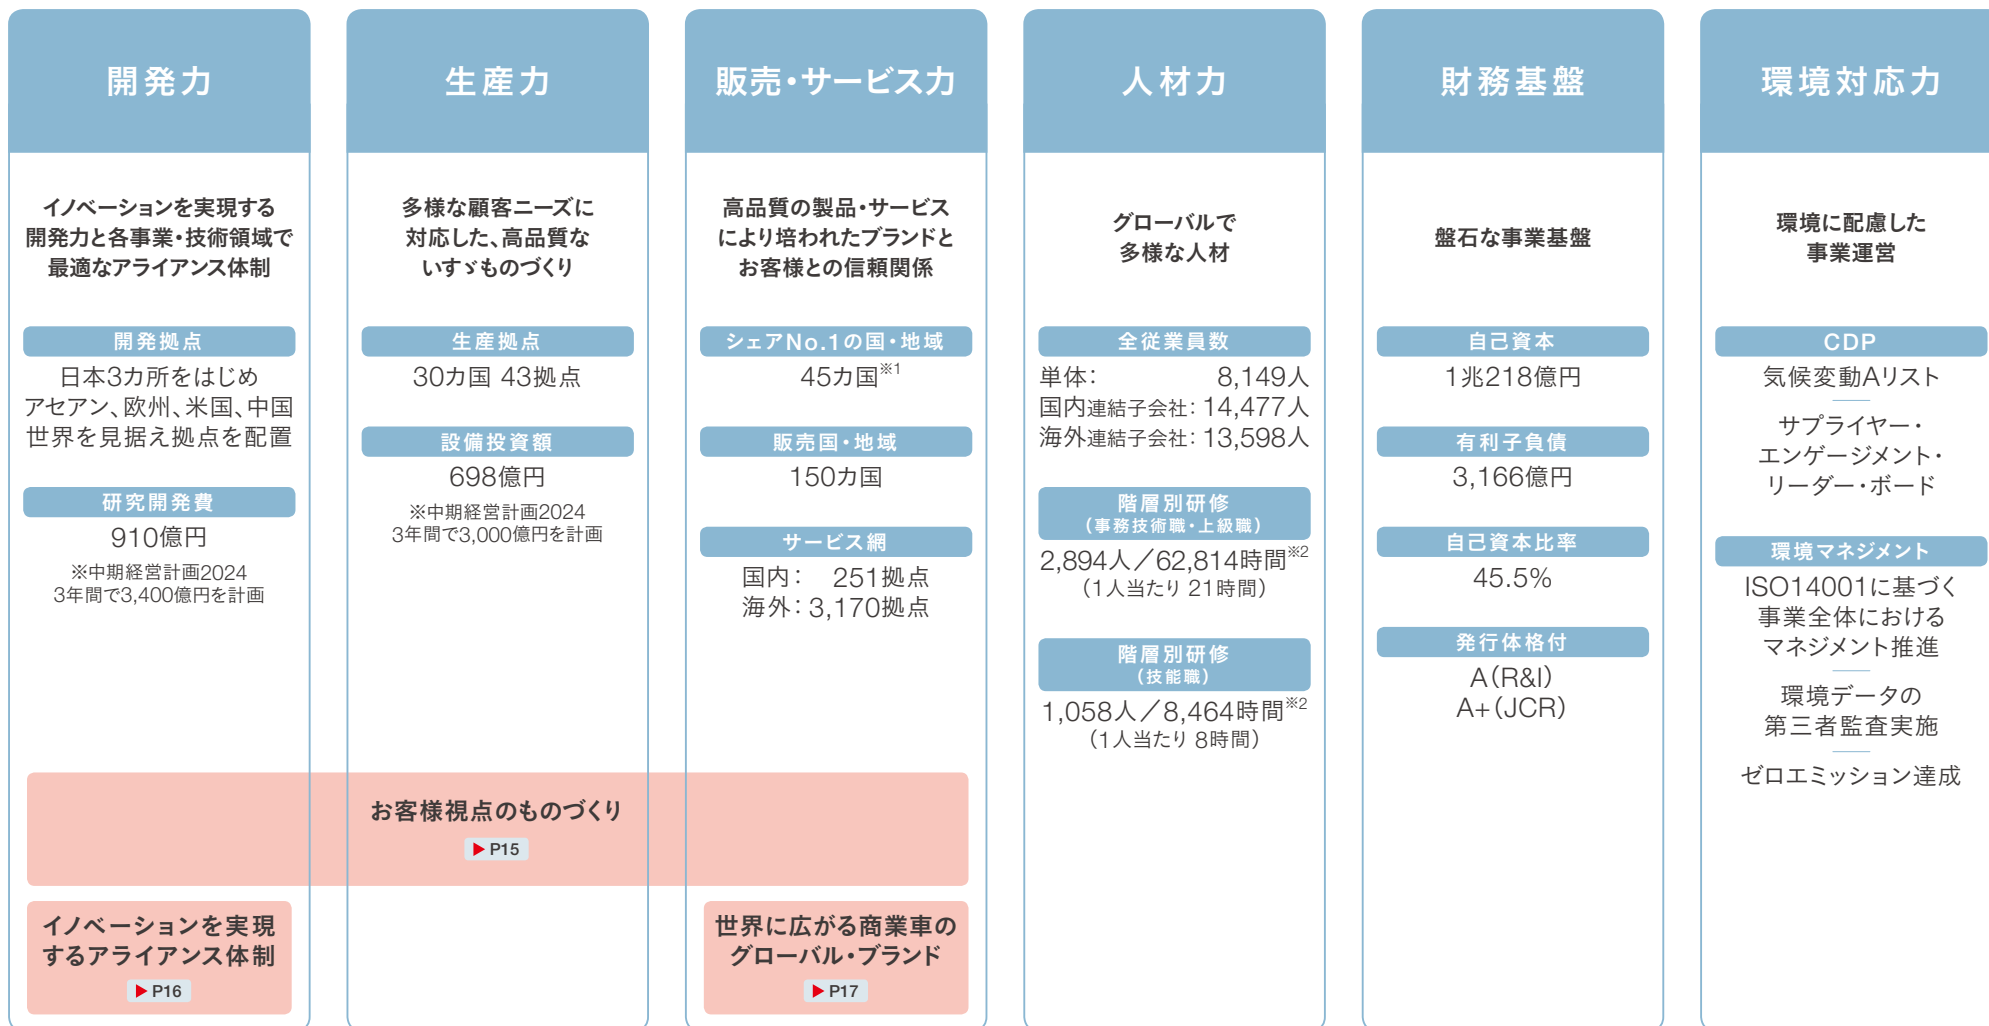 開発力
イノベーションを実現する
開発力と各事業・技術領域で
最適なアライアンス体制
開発拠点
日本3カ所をはじめ
アセアン、欧州、米国、中国
世界を見据え拠点を配置
研究開発費
910億円
※中期経営計画2024
3年間で3,400億円を計画
生産力
多様な顧客ニーズに
対応した、高品質な
いすゞものづくり
生産拠点
30カ国 43拠点
設備投資額
698億円
※中期経営計画2024
3年間で3,000億円を計画
販売・サービス力
高品質の製品・サービス
により培われたブランドと
お客様との信頼関係
シェアNo.1の国・地域
45カ国※1
販売国・地域
150カ国
サービス網
国内： 251拠点
海外：3,170拠点
お客様視点のものづくり
▶ P15
イノベーションを実現
するアライアンス体制
▶ P16
世界に広がる商業車の
グローバル・ブランド
▶ P17
人材力
グローバルで
多様な人材
全従業員数
単体： 8,149人
国内連結子会社：14,477人
海外連結子会社：13,598人
階層別研修
（事務技術職・上級職）
2,894人／62,814時間※2
（1人当たり 21時間）
階層別研修
（技能職）
1,058人／8,464時間※2
（1人当たり 8時間）
財務基盤
盤石な事業基盤
自己資本
1兆218億円
有利子負債
3,166億円
自己資本比率
45.5%
発行体格付
A（R&I）
A+（JCR）
環境対応力
環境に配慮した
事業運営
CDP
気候変動Aリスト
サプライヤー・
エンゲージメント・
リーダー・ボード
環境マネジメント
ISO14001に基づく
事業全体における
マネジメント推進
環境データの
第三者監査実施
ゼロエミッション達成